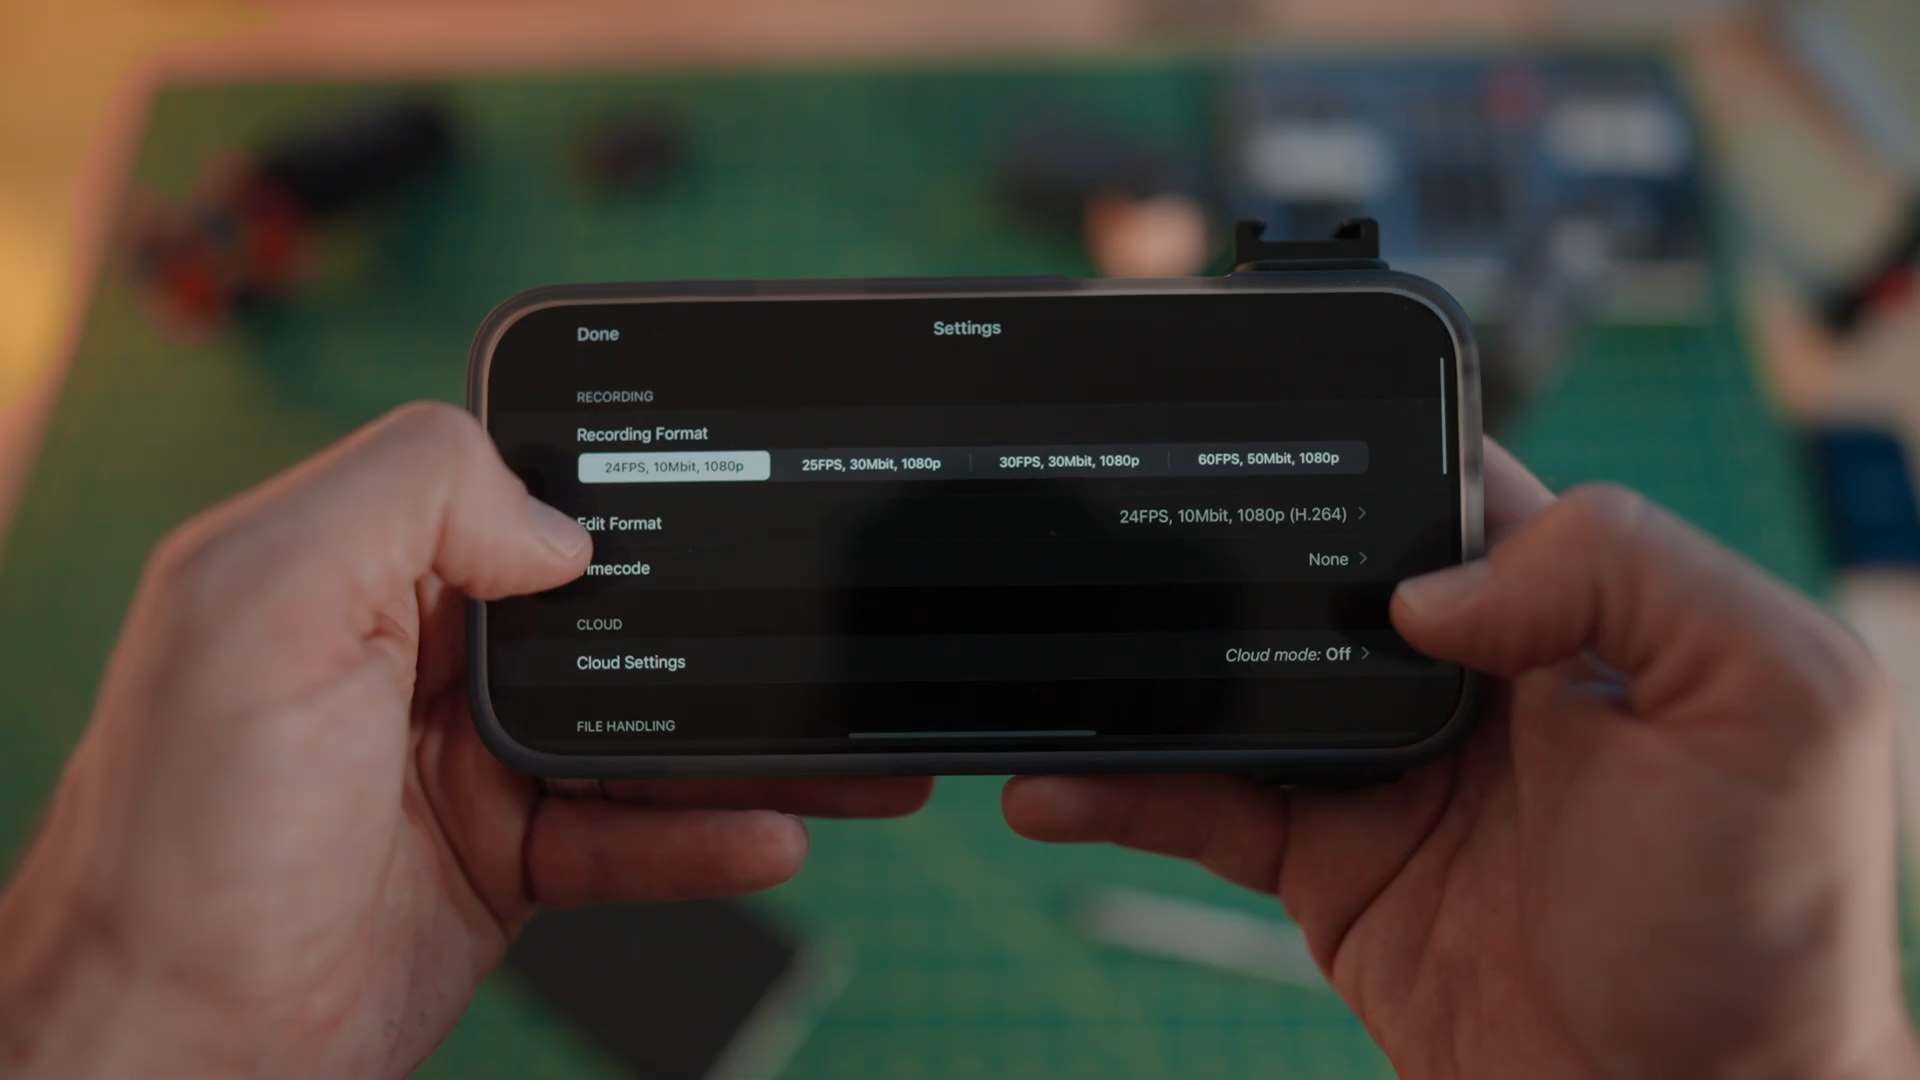 Done
Settings
RECORDING
Recording Format
24FPS, 10Mbit, 1080p
25FPS, 30Mbit, 1080p
30FPS, 30Mbit, 1080p
60FPS, 50Mbit, 1080p
Edit Format
24FPS, 10Mbit, 1080p (H.264)
imecode
None
CLOUD
Cloud Settings
Cloud mode: Off
FILE HANDLING